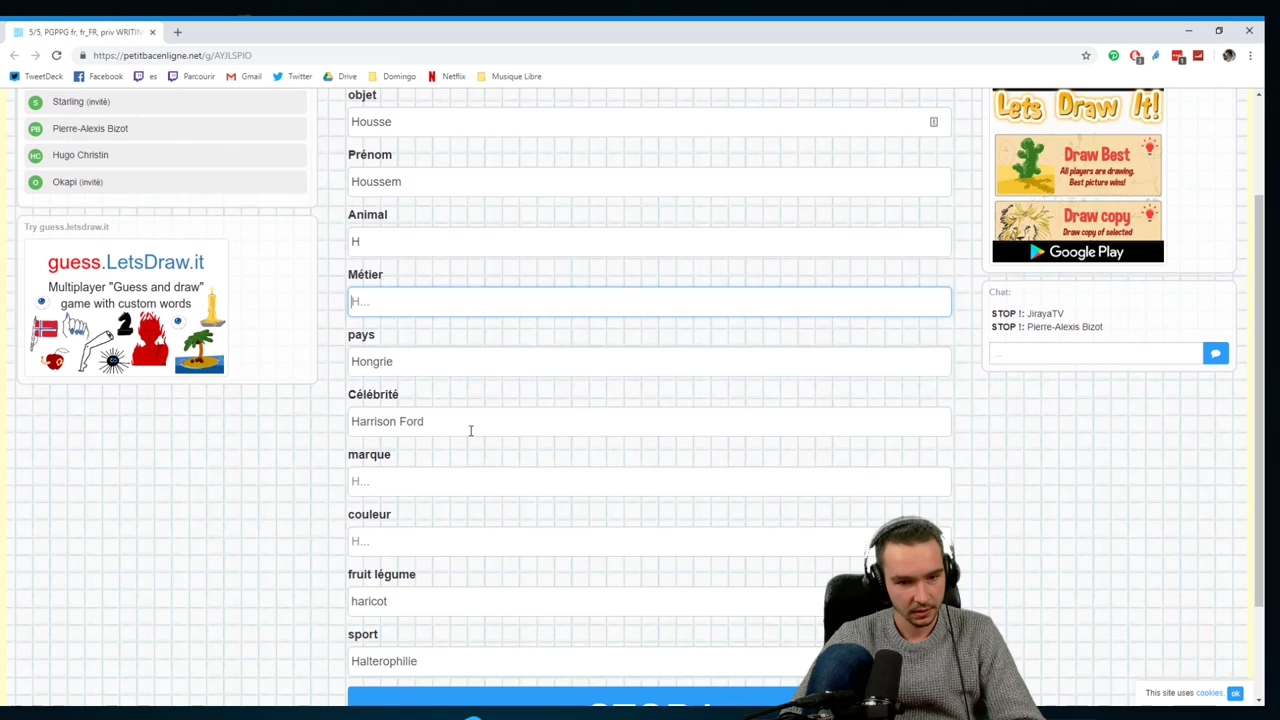 5/5, PGPPG fr, fr_FR, priv WRITIN
https://petitbacenligne.net/g/AYJLSPIO
TweetDeck
Facebook
es
Parcourir
Gmail
Twitter
Drive
Domingo
Netflix
Musique Libre
S Starling (invité)
PB Pierre-Alexis Bizot
HC Hugo Christin
O Okapi (invité)
Try guess.letsdraw.it
guess.LetsDraw.it
Multiplayer "Guess and draw"
game with custom words
objet
Housse
Prénom
Houssem
Animal
H
Métier
H...
pays
Hongrie
Célébrité
Harrison Ford
marque
H...
couleur
H...
fruit légume
haricot
sport
Halterophilie
Lets Draw It!
Draw Best
All players are drawing.
Best picture wins!
Draw copy
Draw copy of selected
Google Play
Chat:
STOP !: JirayaTV
STOP !: Pierre-Alexis Bizot
...
This site uses cookies. ok